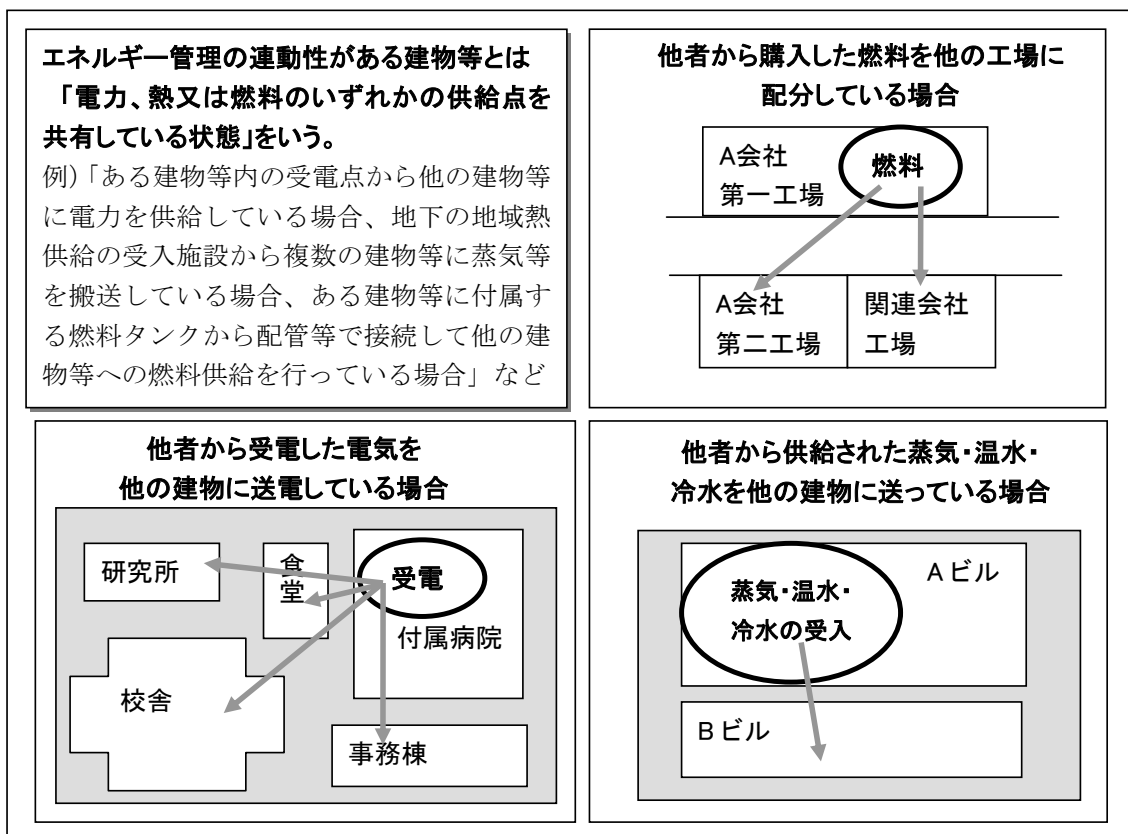 エネルギー管理の連動性がある建物等とは
「電力、熱又は燃料のいずれかの供給点を
共有している状態」をいう。
例)「ある建物等内の受電点から他の建物等
に電力を供給している場合、地下の地域熱
供給の受入施設から複数の建物等に蒸気等
を搬送している場合、ある建物等に付属す
る燃料タンクから配管等で接続して他の建
物等への燃料供給を行っている場合」など
他者から購入した燃料を他の工場に
配分している場合
A会社
第一工場
燃料
A会社
第二工場
関連会社
工場
他者から受電した電気を
他の建物に送電している場合
研究所
食
堂
受電
付属病院
校舎
事務棟
他者から供給された蒸気・温水・
冷水を他の建物に送っている場合
蒸気・温水・
冷水の受入
Aビル
Bビル